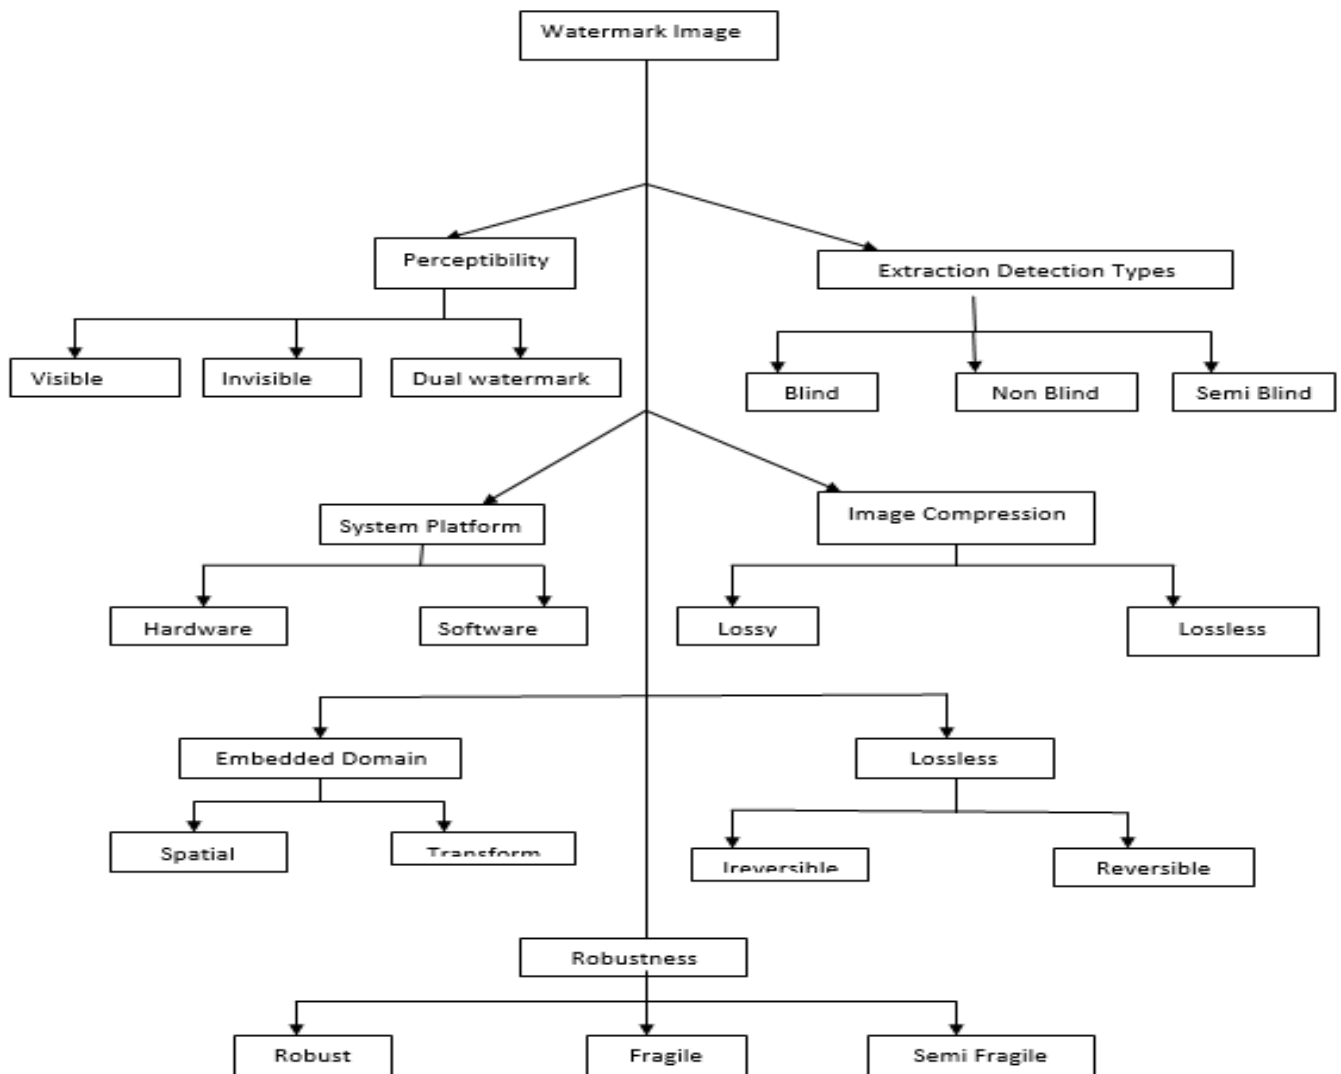 Watermark Image
Perceptibility
Extraction Detection Types
Visible
Invisible
Dual watermark
Blind
Non Blind
Semi Blind
System Platform
Image Compression
Hardware
Software
Lossy
Lossless
Embedded Domain
Lossless
Spatial
Transform
Ireversible
Reversible
Robustness
Robust
Fragile
Semi Fragile